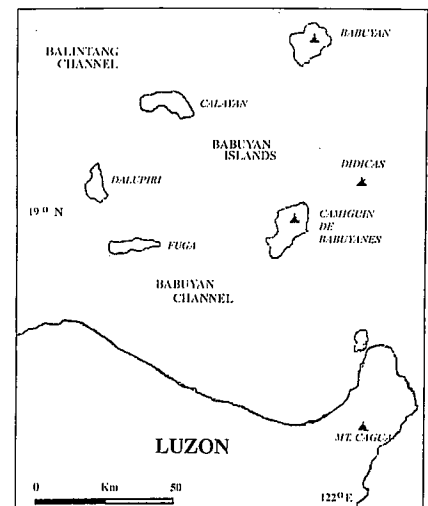 BABUYAN
BALINTANG
CHANNEL
CALAYAN
BABUYAN
ISLANDS
DIDICAS
DALUPIRI
19° N
CAMIGUIN
DE
BABUYANES
FUGA
BABUYAN
CHANNEL
LUZON
MT. CAGUA
0 Km 50
122° E